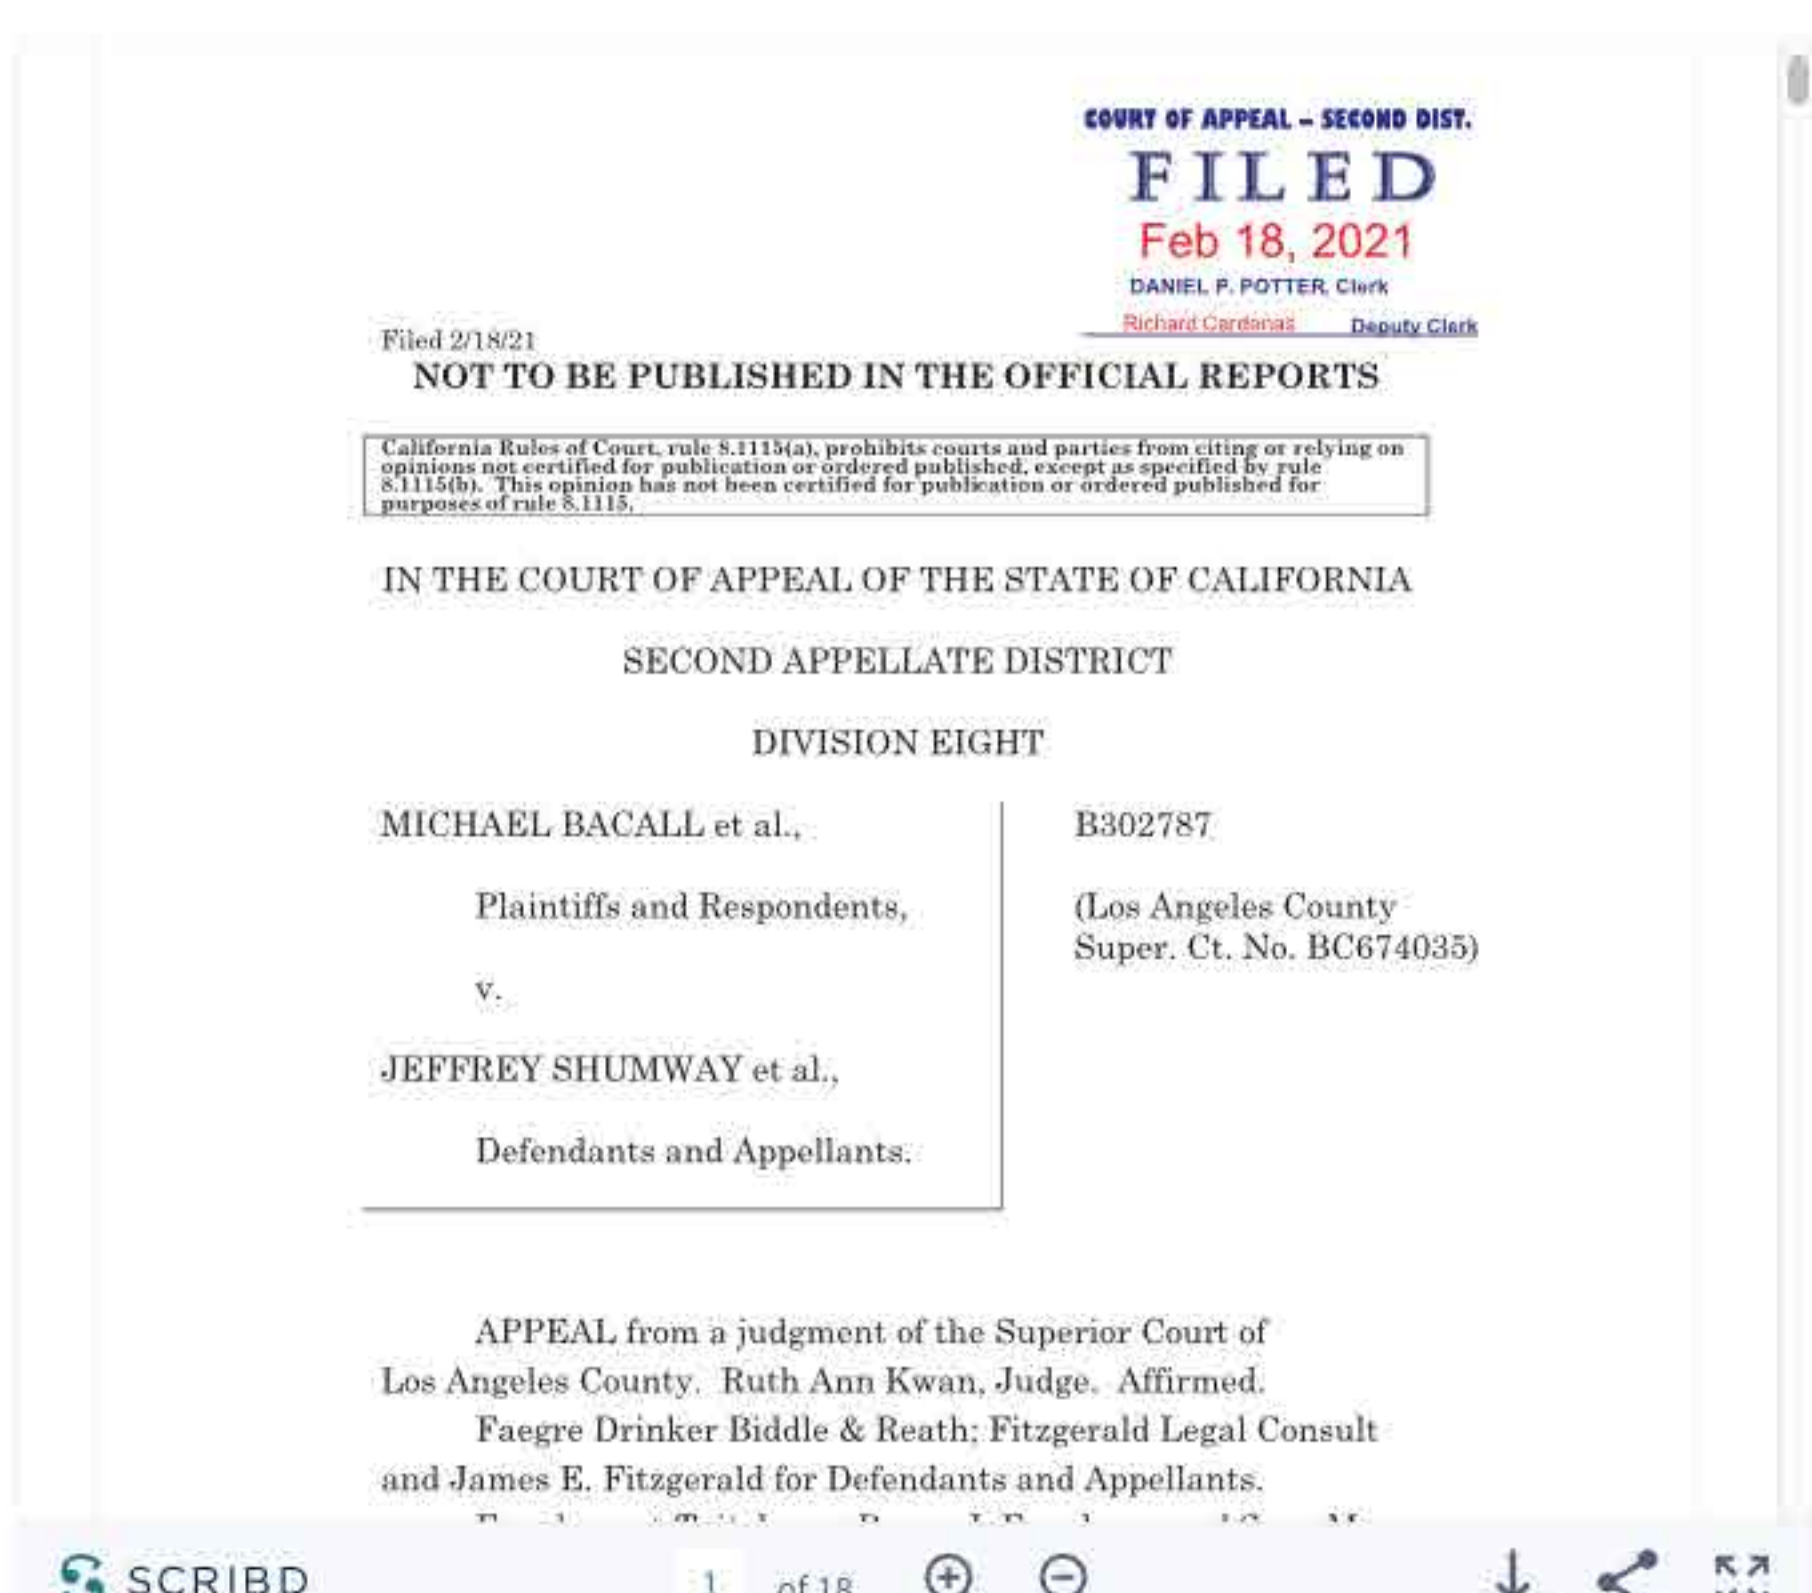 COURT OF APPEAL – SECOND DIST.
FILED
Feb 18, 2021
DANIEL P. POTTER, Clerk
Richard Cardenas Deputy Clerk
Filed 2/18/21
NOT TO BE PUBLISHED IN THE OFFICIAL REPORTS
California Rules of Court, rule 8.1115(a), prohibits courts and parties from citing or relying on
opinions not certified for publication or ordered published, except as specified by rule
8.1115(b). This opinion has not been certified for publication or ordered published for
purposes of rule 8.1115.
IN THE COURT OF APPEAL OF THE STATE OF CALIFORNIA
SECOND APPELLATE DISTRICT
DIVISION EIGHT
MICHAEL BACALL et al.,
Plaintiffs and Respondents,
v.
JEFFREY SHUMWAY et al.,
Defendants and Appellants.
B302787
(Los Angeles County
Super. Ct. No. BC674035)
APPEAL from a judgment of the Superior Court of
Los Angeles County. Ruth Ann Kwan, Judge. Affirmed.
Faegre Drinker Biddle & Reath; Fitzgerald Legal Consult
and James E. Fitzgerald for Defendants and Appellants.
SCRIBD
1 of 18